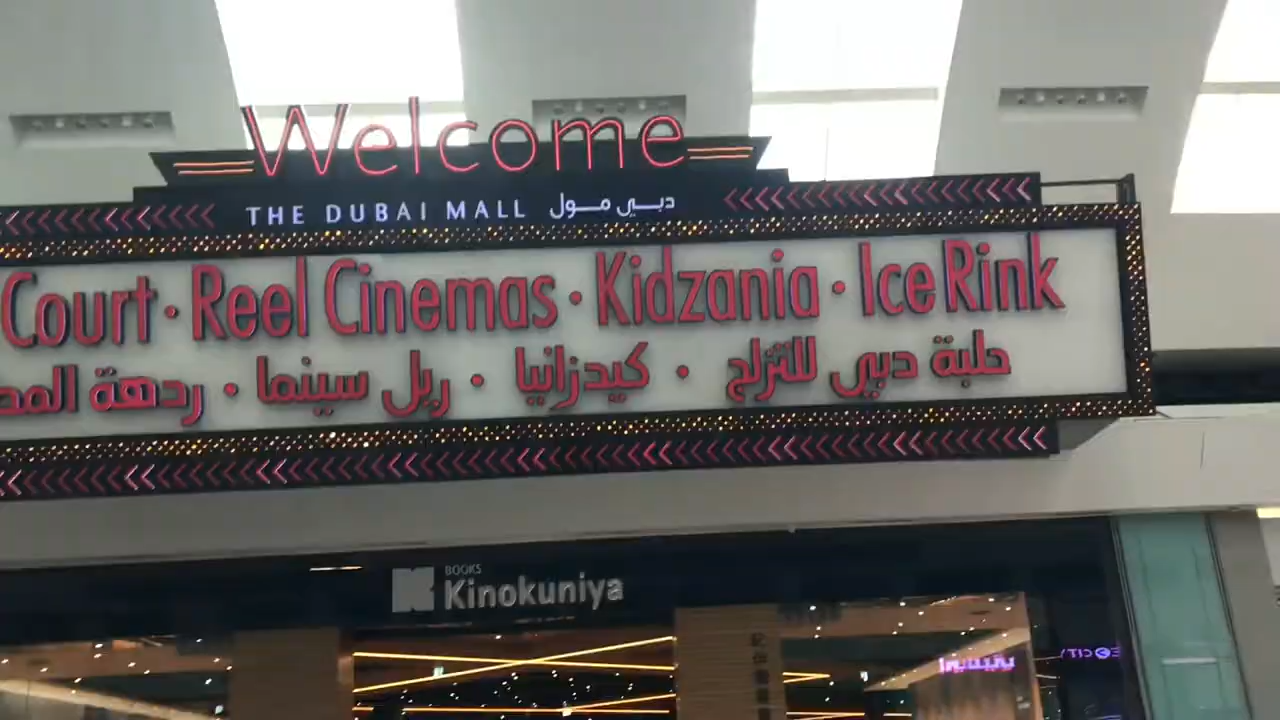 Welcome
THE DUBAI MALL دبي مول
Court · Reel Cinemas · Kidzania · Ice Rink
حلبة دبي للتزلج · كيدزانيا · ريل سينما · ردهة
BOOKS
Kinokuniya